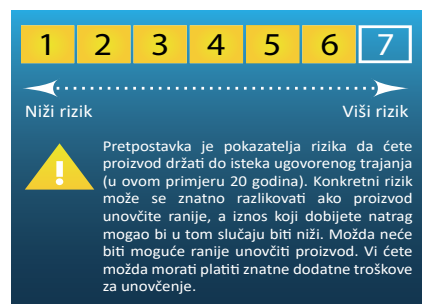 1 2 3 4 5 6 7
Niži rizik Viši rizik
Pretpostavka je pokazatelja rizika da ćete
proizvod držati do isteka ugovorenog trajanja
(u ovom primjeru 20 godina). Konkretni rizik
može se znatno razlikovati ako proizvod
unovčite ranije, a iznos koji dobijete natrag
mogao bi u tom slučaju biti niži. Možda neće
biti moguće ranije unovčiti proizvod. Vi ćete
možda morati platiti znatne dodatne troškove
za unovčenje.